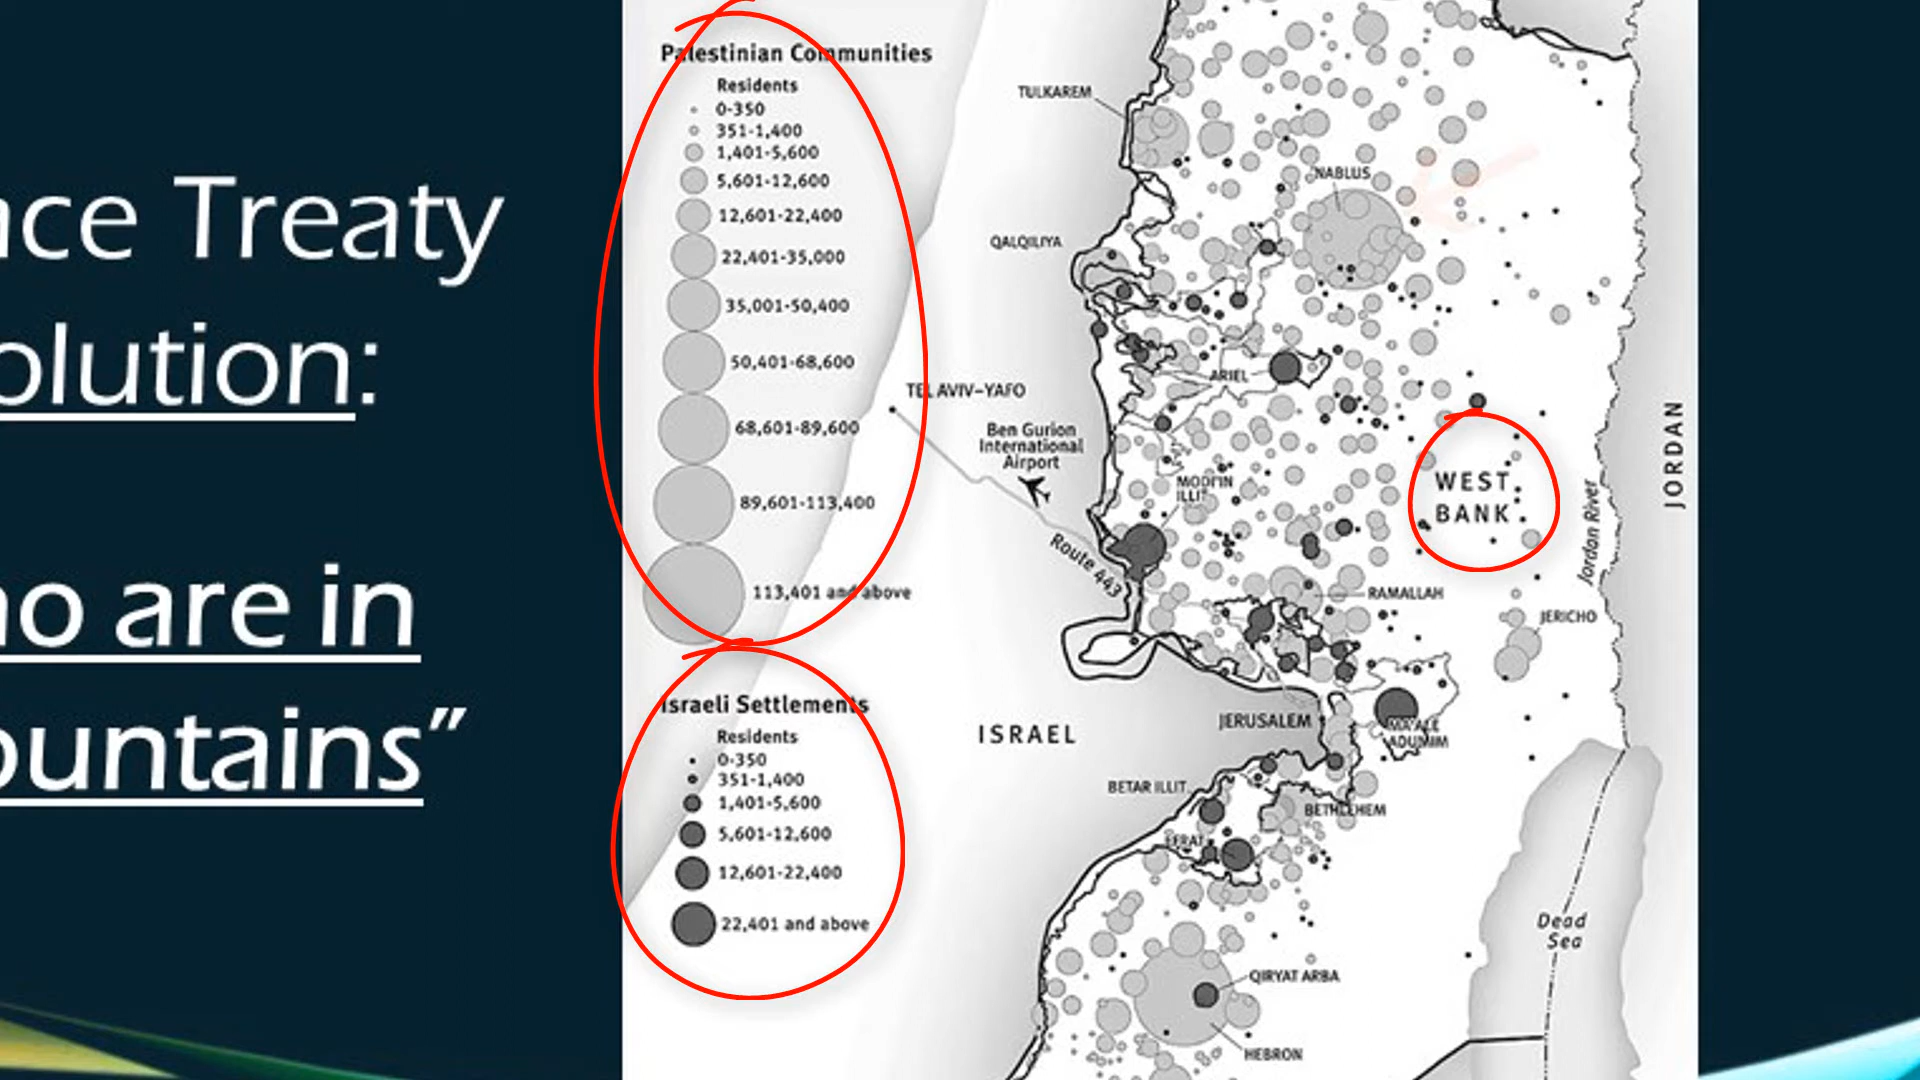 ace Treaty
olution:
ho are in
ountains”
Palestinian Communities
Residents
0-350
351-1,400
1,401-5,600
5,601-12,600
12,601-22,400
22,401-35,000
35,001-50,400
50,401-68,600
68,601-89,600
89,601-113,400
113,401 and above
Israeli Settlements
Residents
0-350
351-1,400
1,401-5,600
5,601-12,600
12,601-22,400
22,401 and above
TULKAREM
NABLUS
QALQILIYA
ARIEL
TEL AVIV–YAFO
Ben Gurion
International
Airport
MODI'IN
ILLIT
WEST
BANK
Route 443
RAMALLAH
JERICHO
Jordan River
JORDAN
ISRAEL
JERUSALEM
MA'ALE
ADUMIM
BETAR ILLIT
BETHLEHEM
EFRAT
Dead
Sea
QIRYAT ARBA
HEBRON